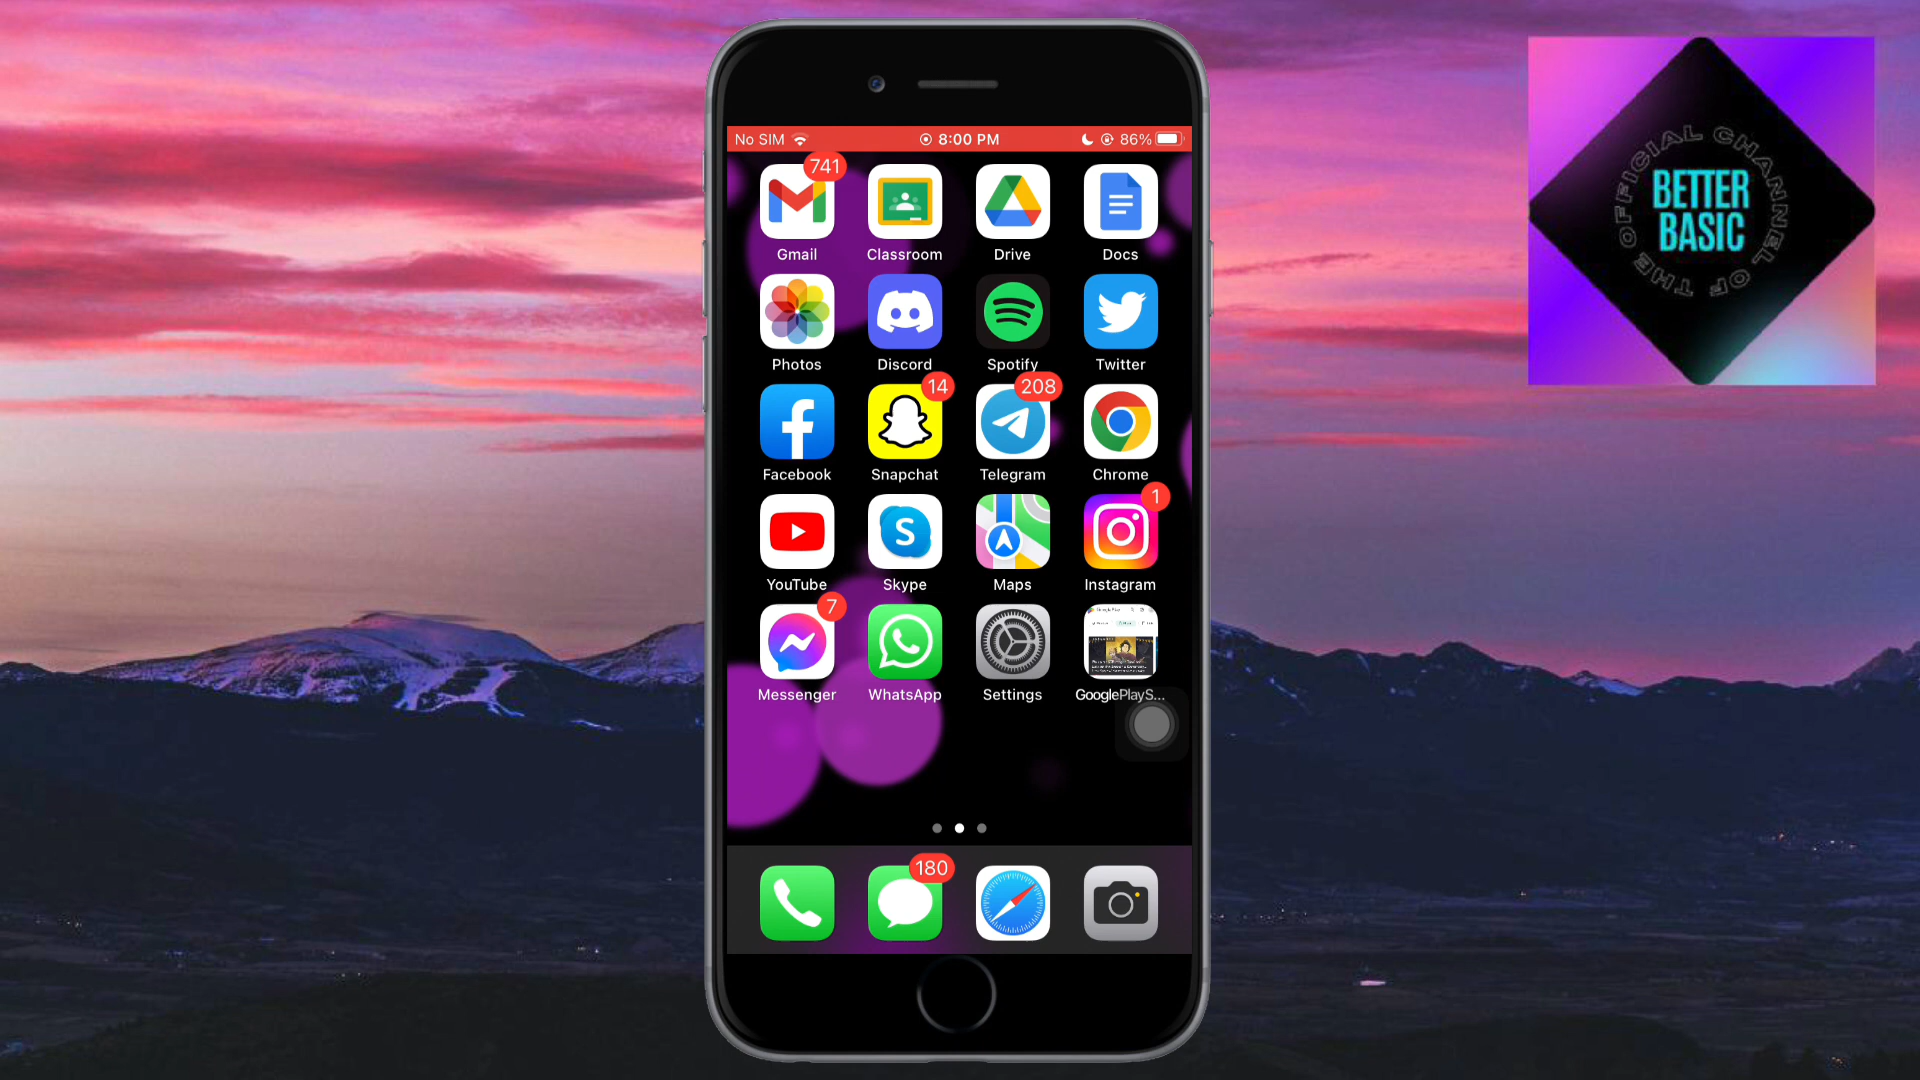 No SIM 8:00 PM 86%
741
Gmail Classroom Drive Docs
Photos Discord Spotify Twitter
14 208
Facebook Snapchat Telegram Chrome
1
YouTube Skype Maps Instagram
7
Messenger WhatsApp Settings GooglePlayS...
180
THE OFFICIAL CHANNEL OF
BETTER
BASIC